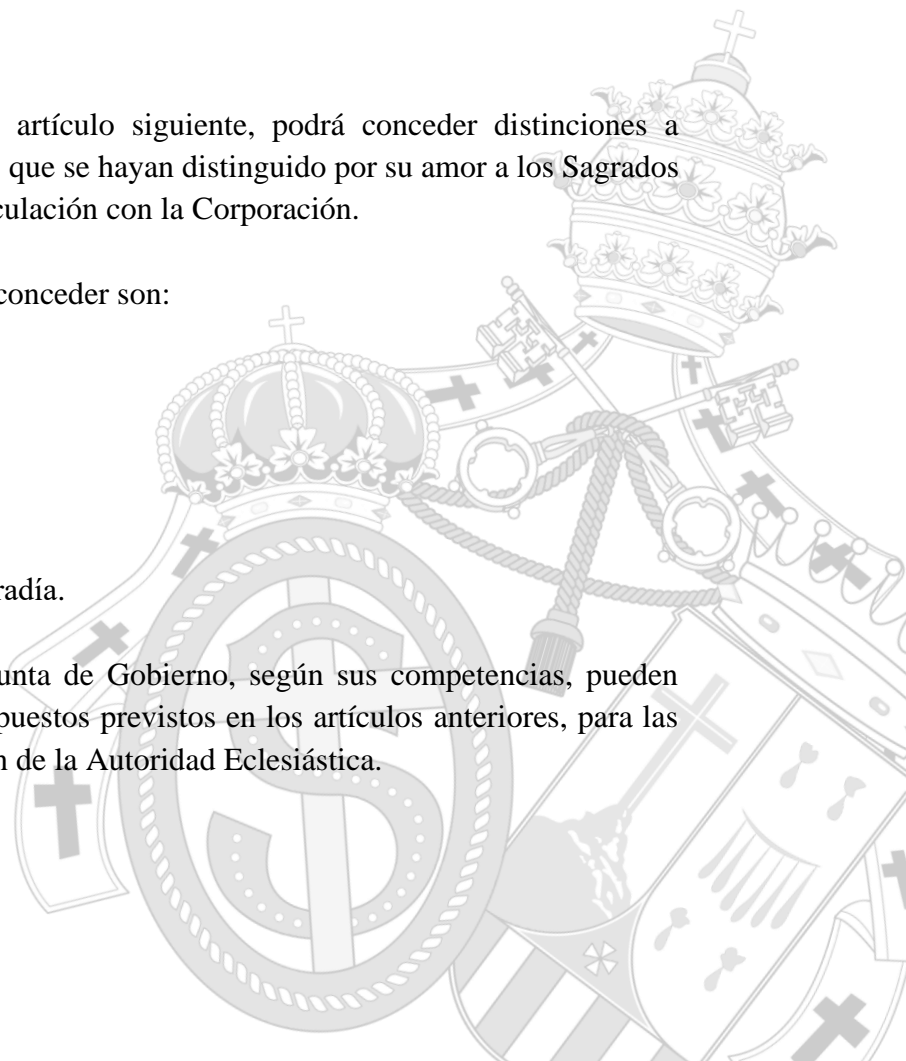 artículo siguiente, podrá conceder distinciones a
que se hayan distinguido por su amor a los Sagrados
culación con la Corporación.
conceder son:
radía.
unta de Gobierno, según sus competencias, pueden
puestos previstos en los artículos anteriores, para las
n de la Autoridad Eclesiástica.